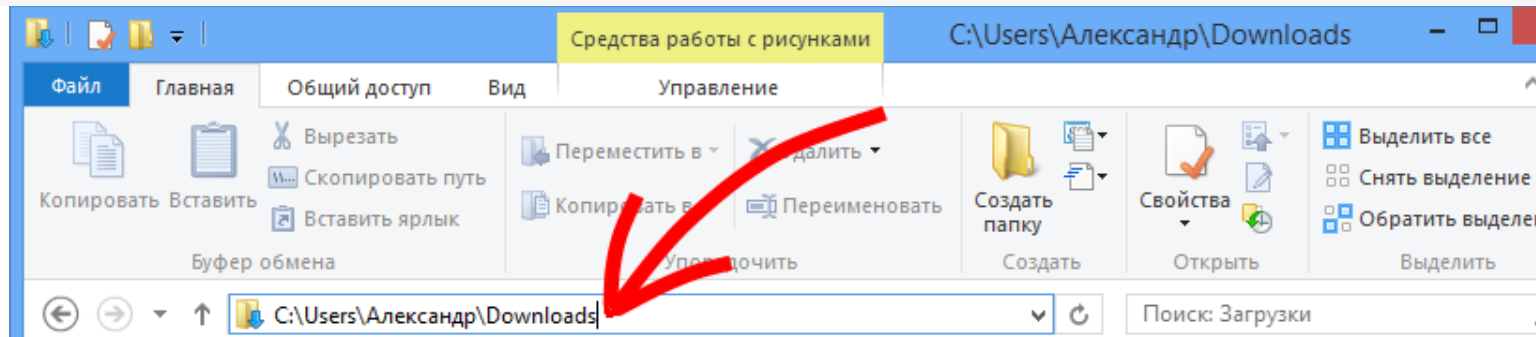 Средства работы с рисунками
C:\Users\Александр\Downloads
Файл
Главная
Общий доступ
Вид
Управление
Копировать
Вставить
Вырезать
Скопировать путь
Вставить ярлык
Буфер обмена
Переместить в
Копировать в
Переименовать
Создать
папку
Создать
Свойства
Открыть
Выделить все
Снять выделение
Обратить выделе
Выделить
C:\Users\Александр\Downloads
Поиск: Загрузки